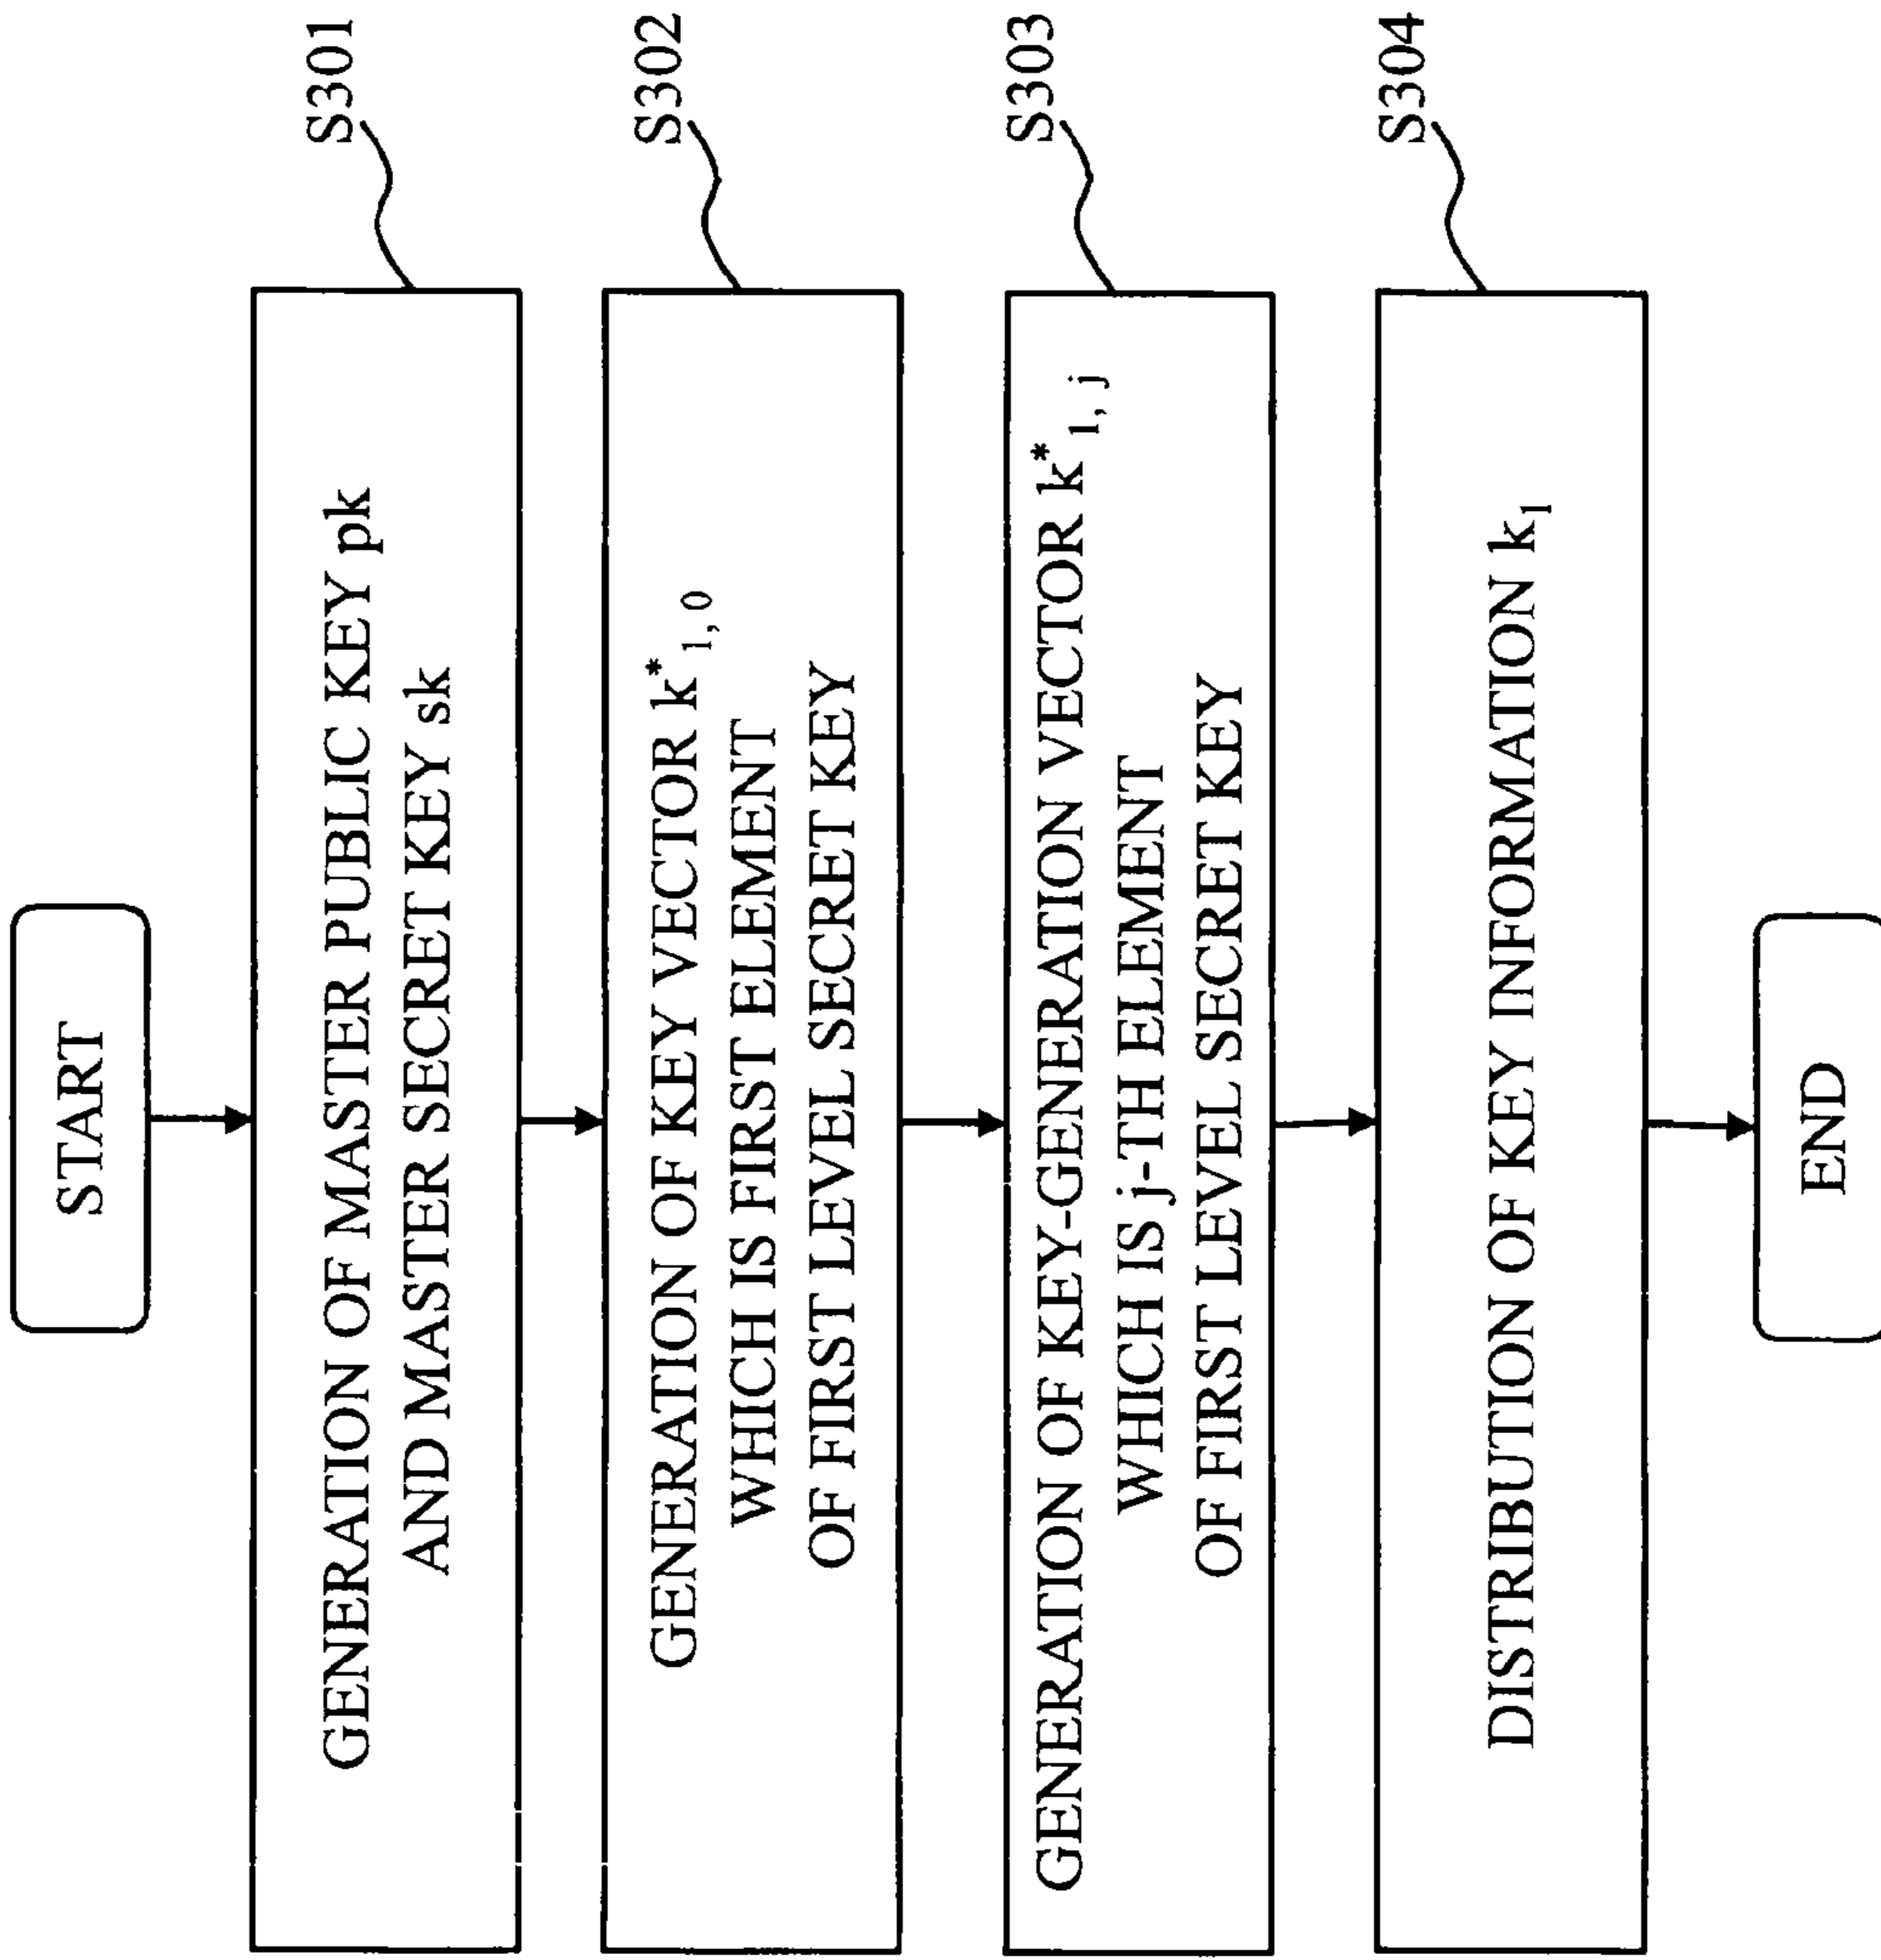 START
S301
GENERATION OF MASTER PUBLIC KEY pk
AND MASTER SECRET KEY sk
S302
GENERATION OF KEY VECTOR k*1, 0
WHICH IS FIRST ELEMENT
OF FIRST LEVEL SECRET KEY
S303
GENERATION OF KEY-GENERATION VECTOR k*1, j
WHICH IS j-TH ELEMENT
OF FIRST LEVEL SECRET KEY
S304
DISTRIBUTION OF KEY INFORMATION k1
END